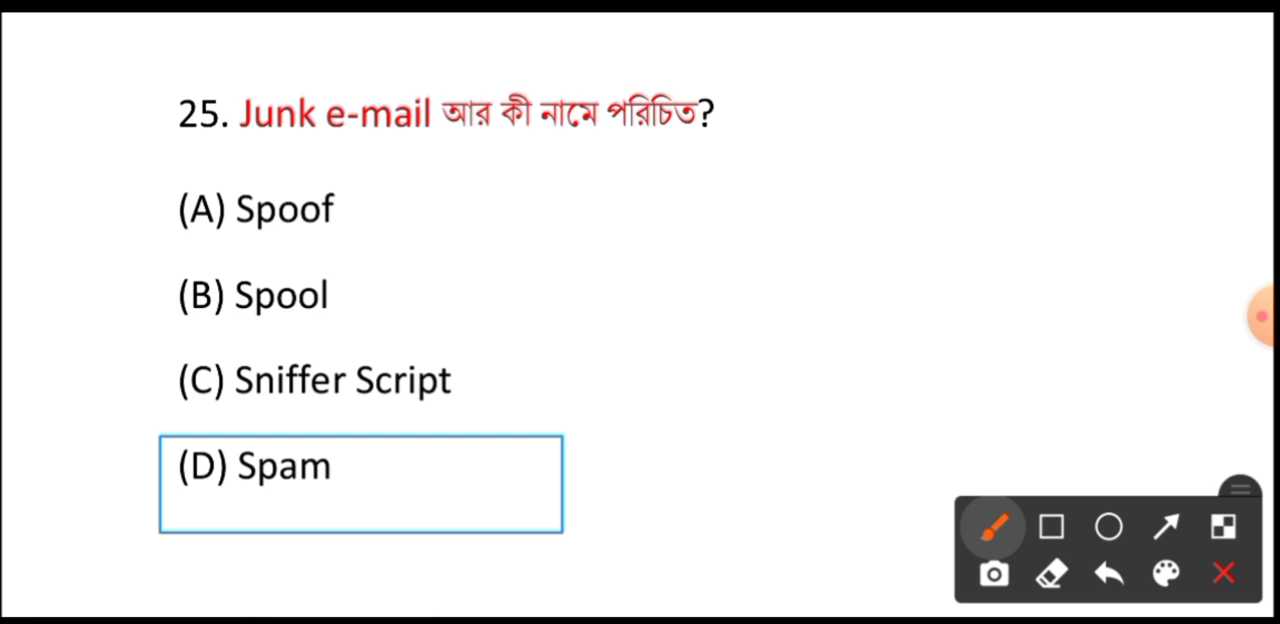 25. Junk e-mail আর কী নামে পরিচিত?
(A) Spoof
(B) Spool
(C) Sniffer Script
(D) Spam